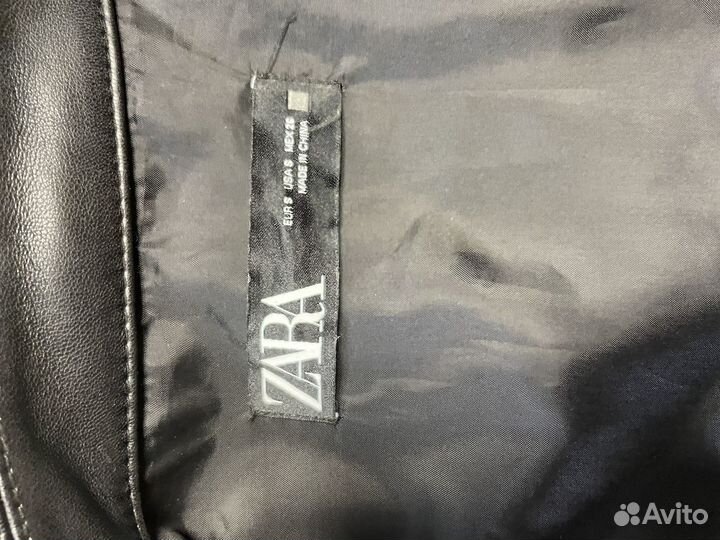 ZARA
EUR S USA S MEX 26
MADE IN CHINA
Avito